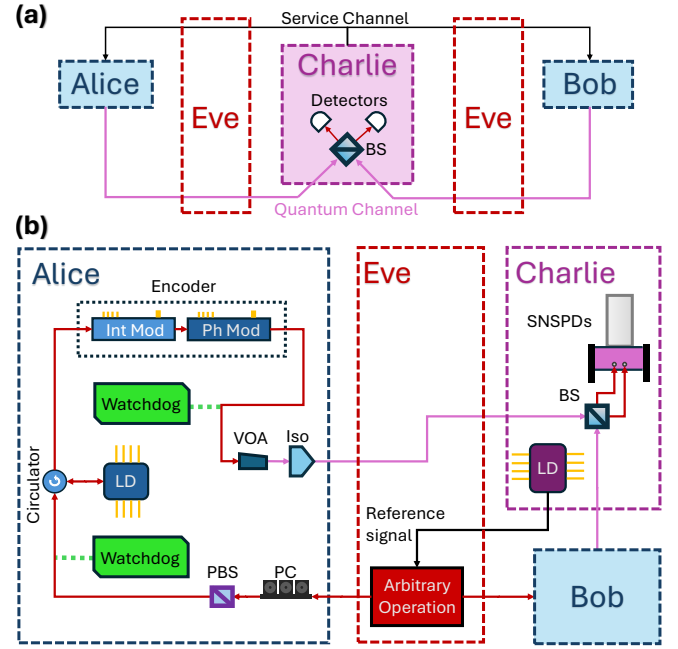 (a)
Service Channel
Alice
Eve
Charlie
Detectors
BS
Eve
Bob
Quantum Channel
(b)
Alice
Encoder
Int Mod
Ph Mod
Watchdog
VOA
Iso
Circulator
LD
Watchdog
PBS
PC
Eve
Reference
signal
Arbitrary
Operation
Charlie
SNSPDs
BS
LD
Bob